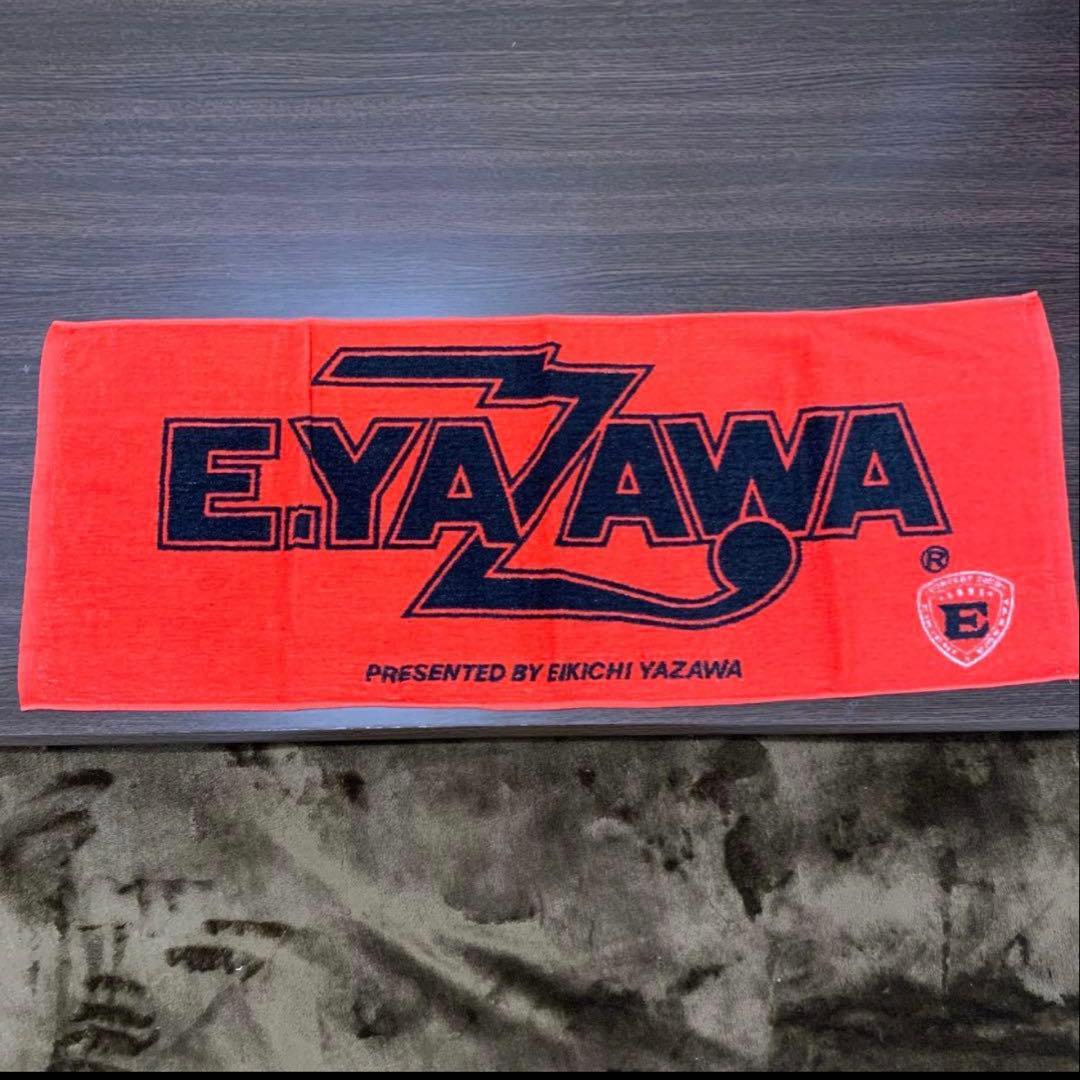 E.YAZAWA
®
E
PRESENTED BY EIKICHI YAZAWA